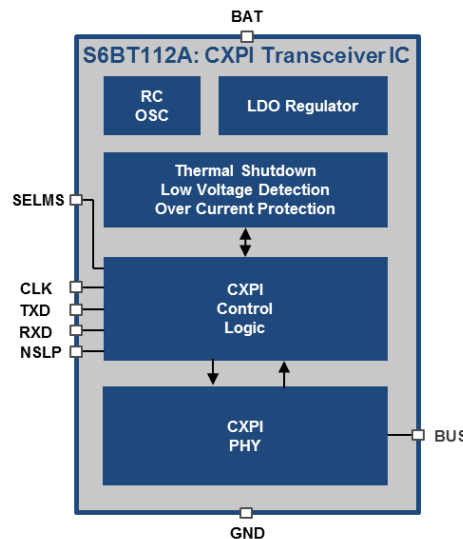 BAT
S6BT112A: CXPI Transceiver IC
RC
OSC
LDO Regulator
Thermal Shutdown
Low Voltage Detection
Over Current Protection
SELMS
CLK
TXD
RXD
NSLP
CXPI
Control
Logic
CXPI
PHY
BUS
GND